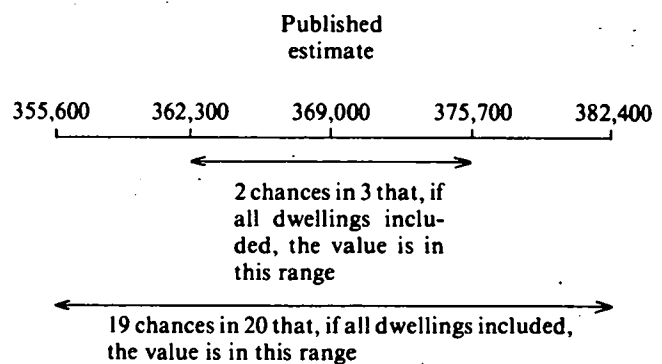 Published
estimate
355,600 362,300 369,000 375,700 382,400
2 chances in 3 that, if
all dwellings inclu-
ded, the value is in
this range
19 chances in 20 that, if all dwellings included,
the value is in this range